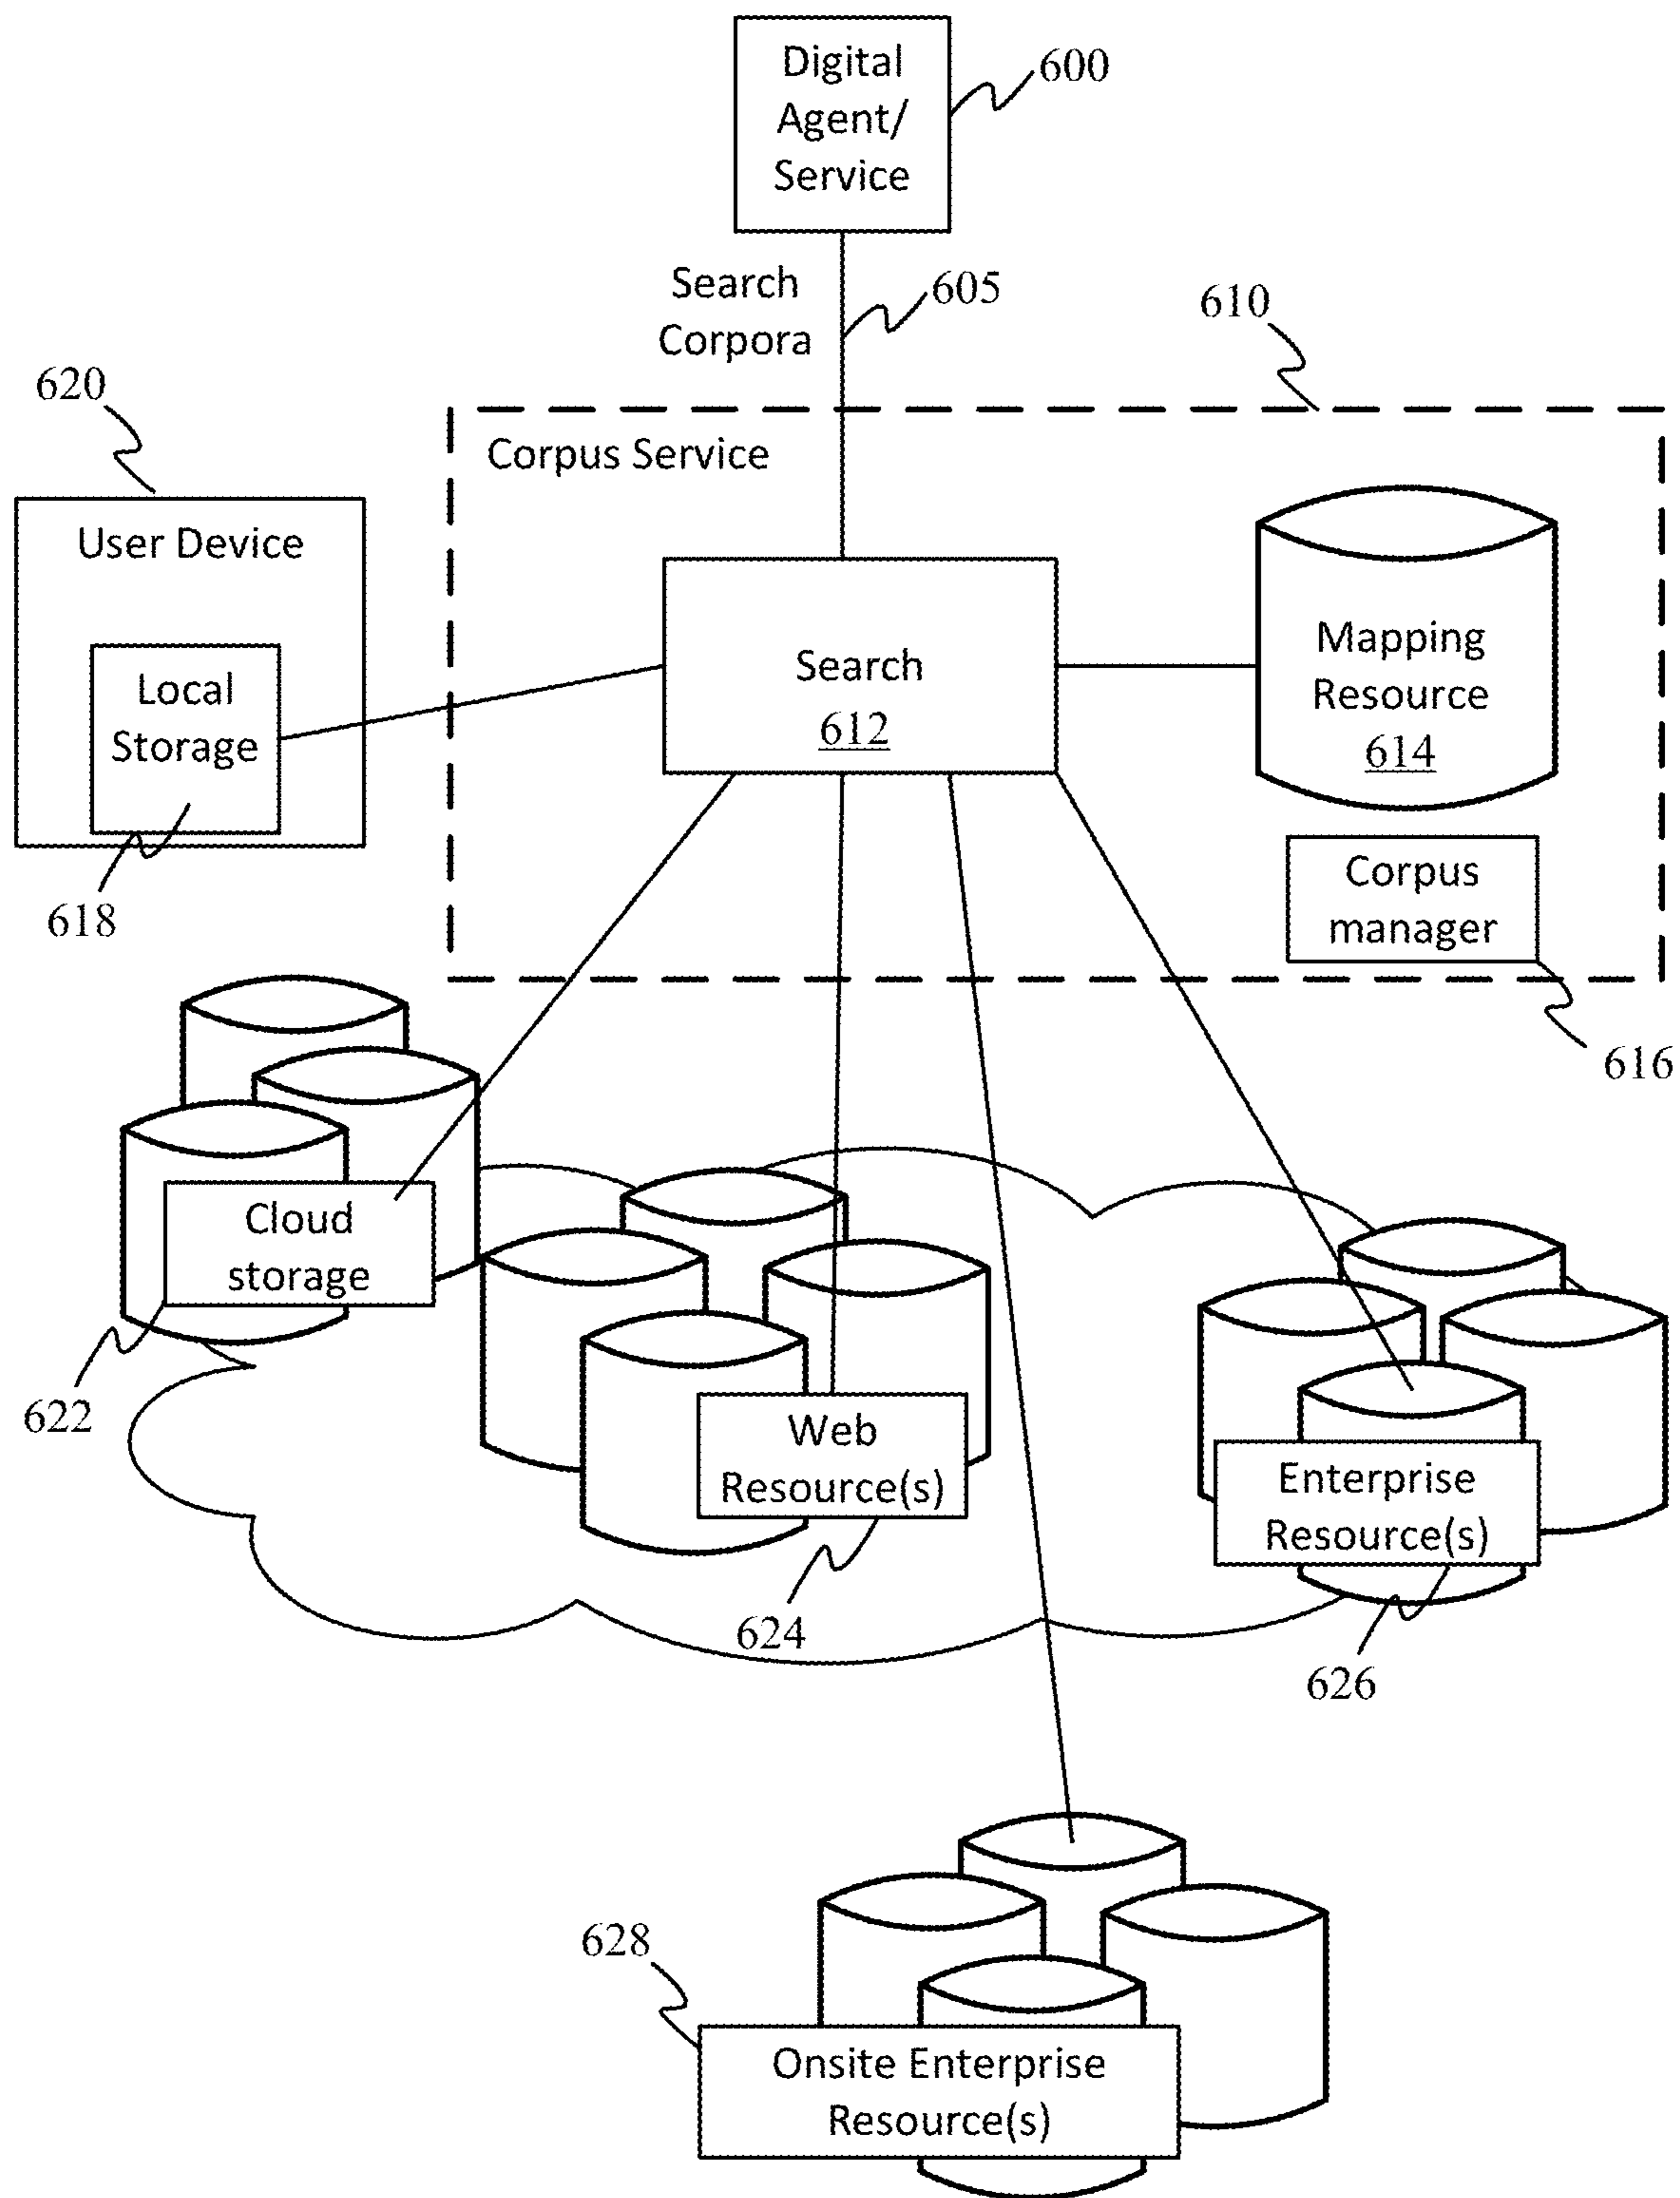 Digital
Agent/
Service
600
Search
Corpora
605
610
620
Corpus Service
User Device
Local
Storage
618
Search
612
Mapping
Resource
614
Corpus
manager
616
Cloud
storage
622
Web
Resource(s)
624
Enterprise
Resource(s)
626
628
Onsite Enterprise
Resource(s)